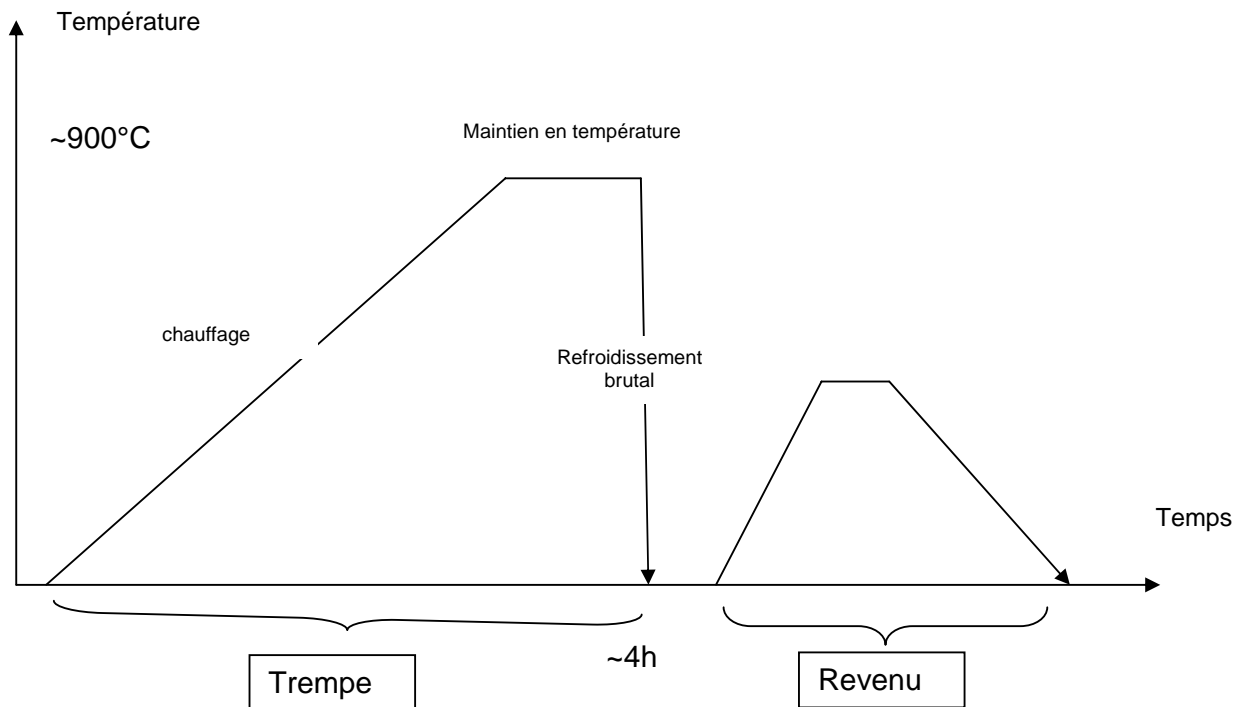 Température
~900°C
Maintien en température
chauffage
Refroidissement
brutal
Temps
~4h
Trempe
Revenu